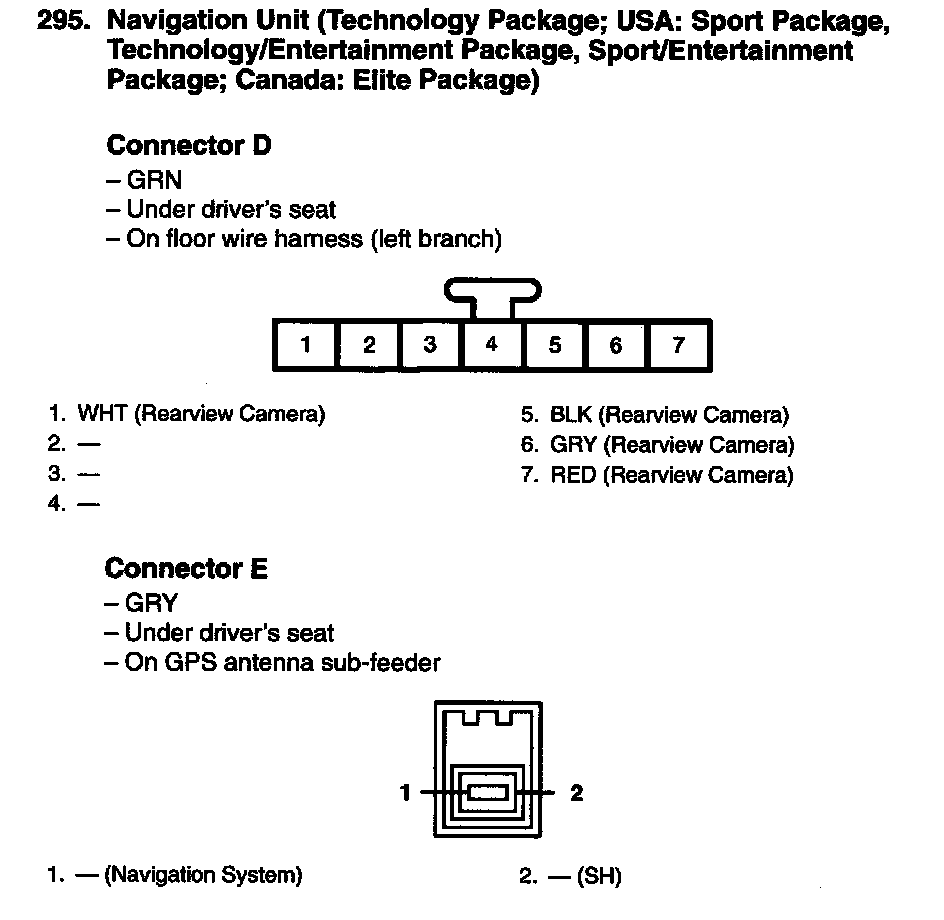 295. Navigation Unit (Technology Package; USA: Sport Package,
Technology/Entertainment Package, Sport/Entertainment
Package; Canada: Elite Package)
Connector D
– GRN
– Under driver's seat
– On floor wire harness (left branch)
1 2 3 4 5 6 7
1. WHT (Rearview Camera)
2. —
3. —
4. —
5. BLK (Rearview Camera)
6. GRY (Rearview Camera)
7. RED (Rearview Camera)
Connector E
– GRY
– Under driver's seat
– On GPS antenna sub-feeder
1 2
1. — (Navigation System)
2. — (SH)